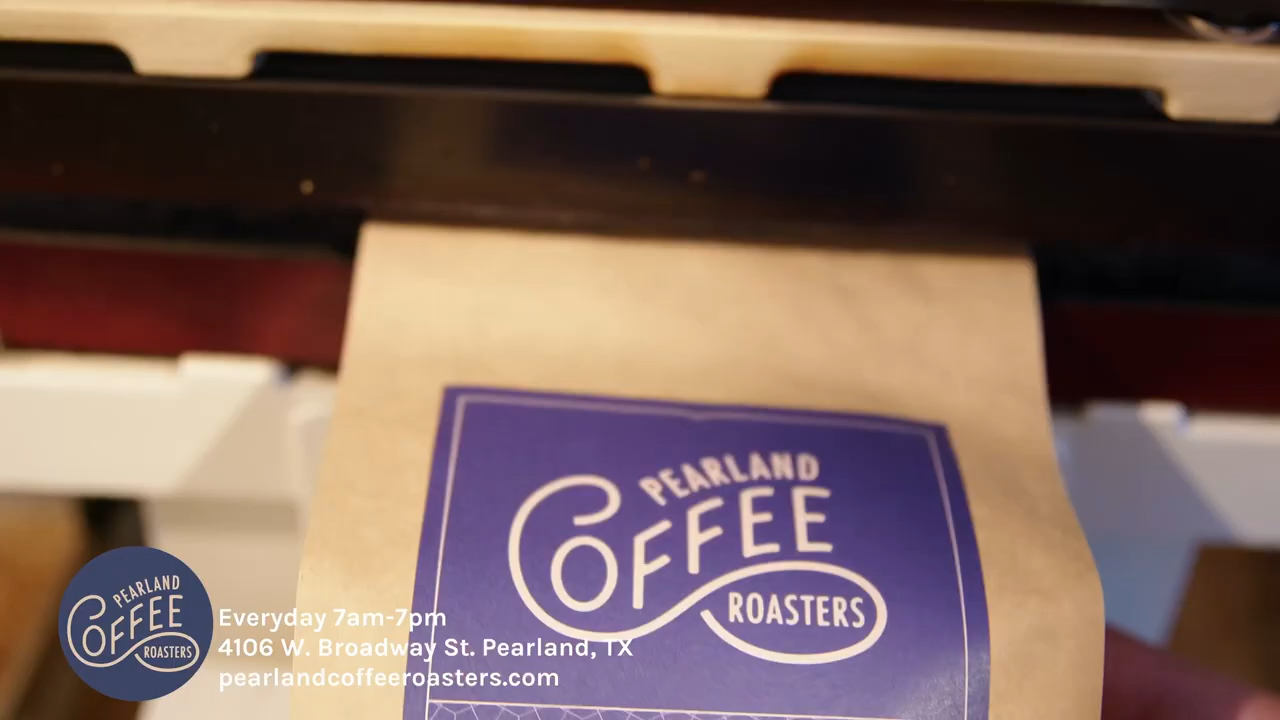 PEARLAND
COFFEE
ROASTERS
PEARLAND
COFFEE
ROASTERS
Everyday 7am-7pm
4106 W. Broadway St. Pearland, TX
pearlandcoffeeroasters.com